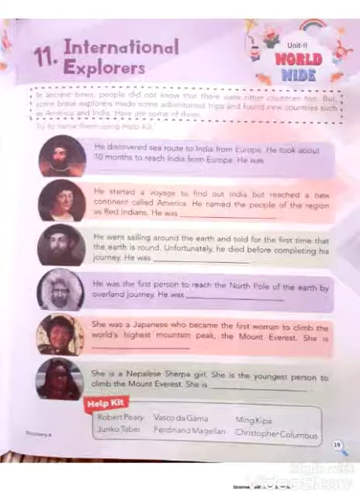 11. International
Explorers
Unit-II
WORLD
WIDE
In ancient times, people did not know that there were other countries too. But,
some brave explorers made some adventurous trips and found new countries such
as America and India. Here are some of them.
Try to name them using Help Kit.
He discovered sea route to India from Europe. He took about
10 months to reach India from Europe. He was
He started a voyage to find out India but reached a new
continent called America. He named the people of the region
as Red Indians. He was
He went sailing around the earth and told for the first time that
the earth is round. Unfortunately, he died before completing his
journey. He was
He was the first person to reach the North Pole of the earth by
overland journey. He was
She was a Japanese who became the first woman to climb the
world's highest mountain peak, the Mount Everest. She is
She is a Nepalese Sherpa girl. She is the youngest person to
climb the Mount Everest. She is
Help Kit
Robert Peary Vasco da Gama Ming Kipa
Junko Tabei Ferdinand Magellan Christopher Columbus
19